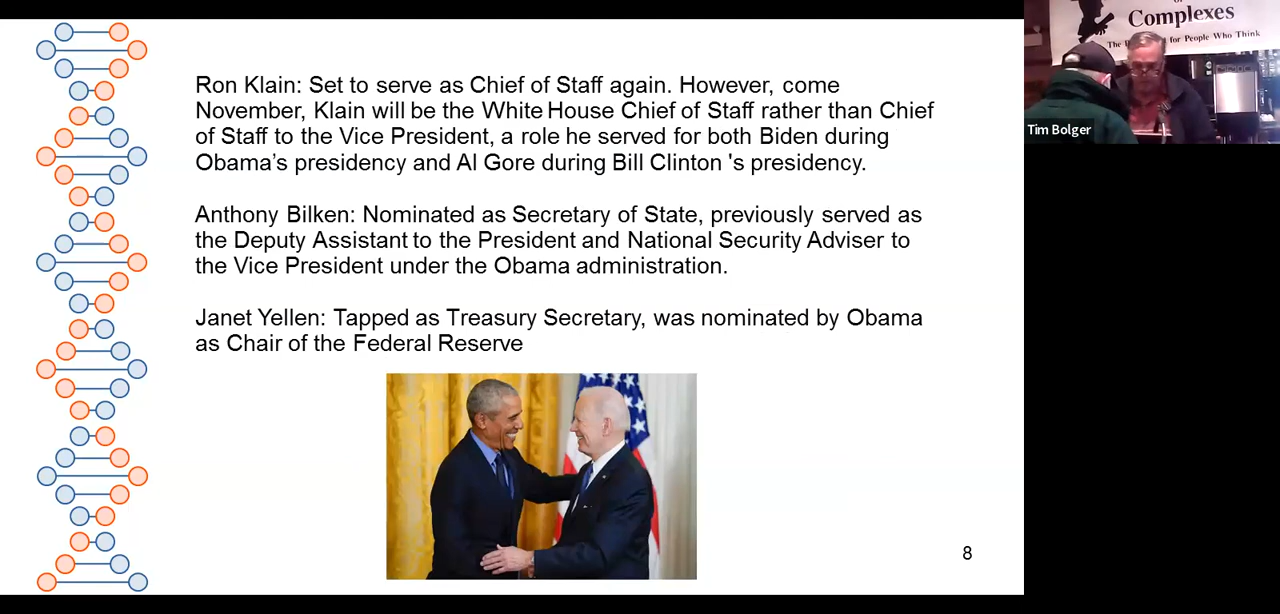 Ron Klain: Set to serve as Chief of Staff again. However, come
November, Klain will be the White House Chief of Staff rather than Chief
of Staff to the Vice President, a role he served for both Biden during
Obama’s presidency and Al Gore during Bill Clinton 's presidency.
Anthony Bilken: Nominated as Secretary of State, previously served as
the Deputy Assistant to the President and National Security Adviser to
the Vice President under the Obama administration.
Janet Yellen: Tapped as Treasury Secretary, was nominated by Obama
as Chair of the Federal Reserve
8
Complexes
The for People Who Think
Tim Bolger